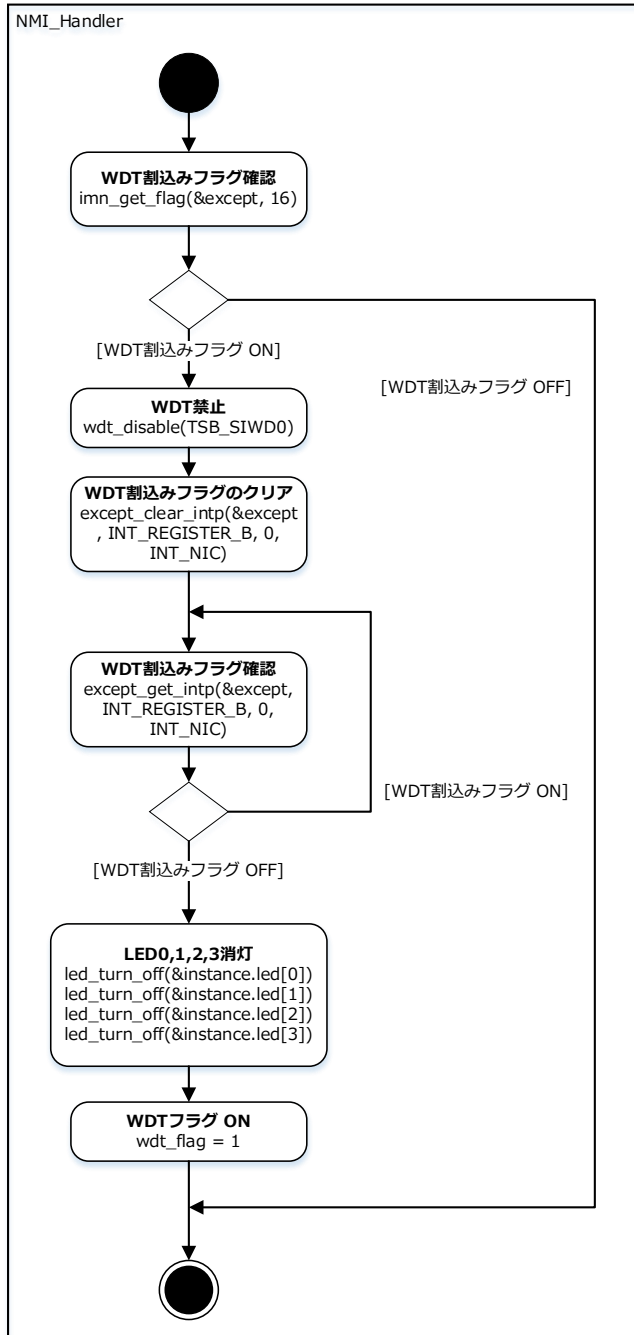 NMI_Handler
WDT割込みフラグ確認
imn_get_flag(&except, 16)
[WDT割込みフラグ ON]
[WDT割込みフラグ OFF]
WDT禁止
wdt_disable(TSB_SIWD0)
WDT割込みフラグのクリア
except_clear_intp(&except
, INT_REGISTER_B, 0,
INT_NIC)
WDT割込みフラグ確認
except_get_intp(&except,
INT_REGISTER_B, 0,
INT_NIC)
[WDT割込みフラグ ON]
[WDT割込みフラグ OFF]
LED0,1,2,3消灯
led_turn_off(&instance.led[0])
led_turn_off(&instance.led[1])
led_turn_off(&instance.led[2])
led_turn_off(&instance.led[3])
WDTフラグ ON
wdt_flag = 1